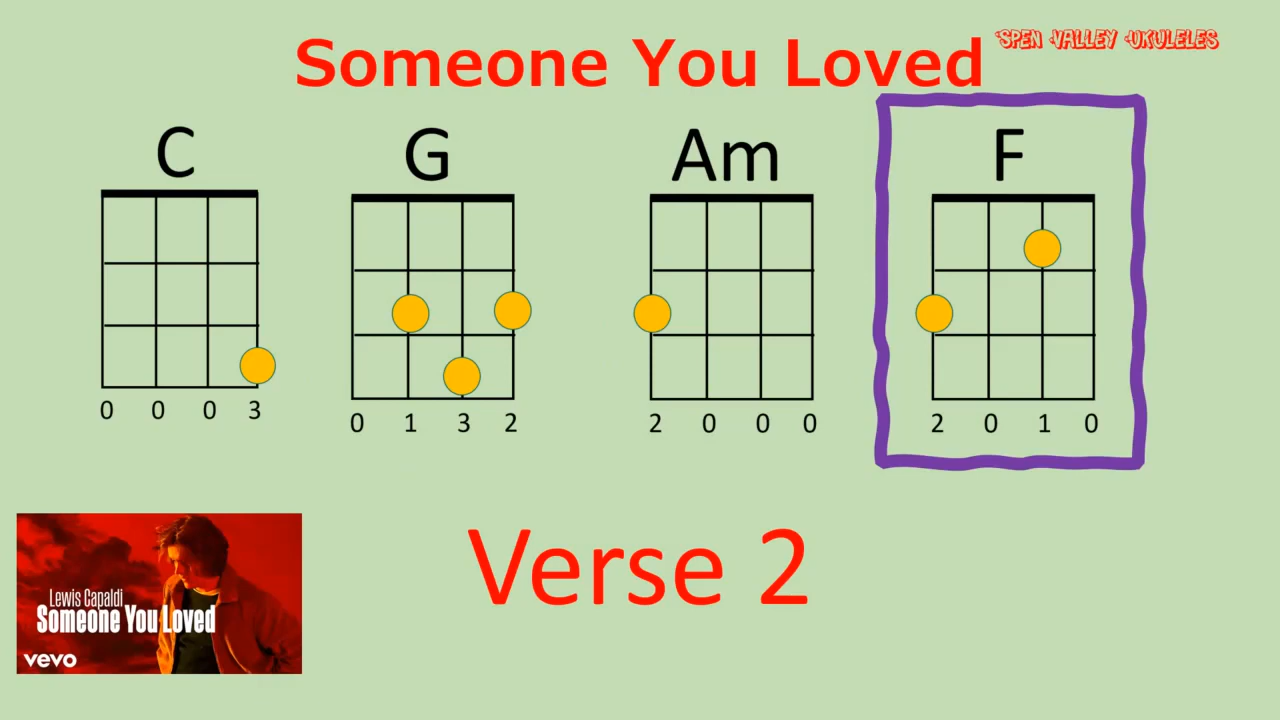 Someone You Loved
SPEN VALLEY UKULELES
C G Am F
0 0 0 3
0 1 3 2
2 0 0 0
2 0 1 0
Verse 2
Lewis Capaldi
Someone You Loved
vevo